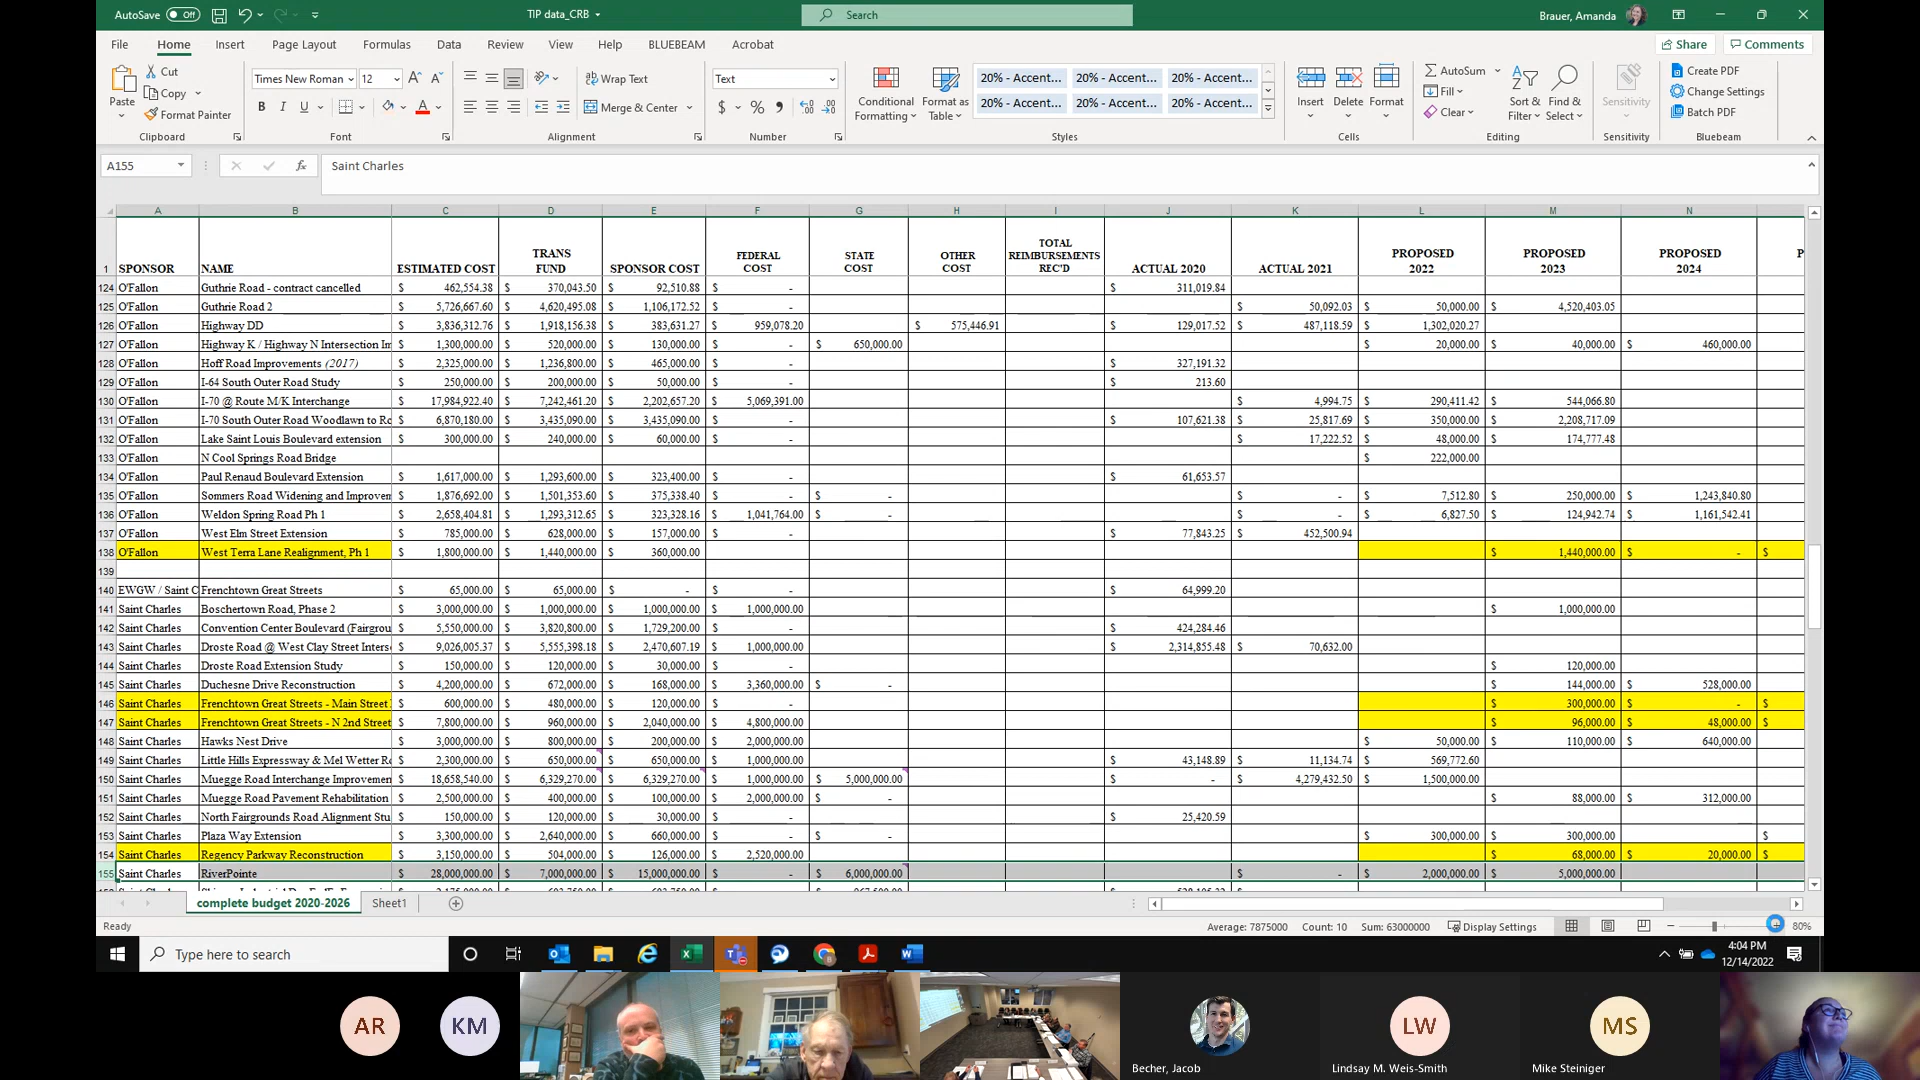 AutoSave Off TIP data_CRB Search Brauer, Amanda
File Home Insert Page Layout Formulas Data Review View Help BLUEBEAM Acrobat Share Comments
Paste Cut Copy Format Painter Clipboard
Times New Roman 12 B I U A Font
Wrap Text Merge & Center Alignment
Text $ % Number
Conditional Formatting Format as Table 20% - Accent... 20% - Accent... 20% - Accent... 20% - Accent... 20% - Accent... 20% - Accent... Styles
Insert Delete Format Cells
AutoSum Fill Clear Sort & Filter Find & Select Editing
Sensitivity Sensitivity
Create PDF Change Settings Batch PDF Bluebeam
A155 fx Saint Charles
A B C D E F G H I J K L M N
1 SPONSOR NAME ESTIMATED COST TRANS FUND SPONSOR COST FEDERAL COST STATE COST OTHER COST TOTAL REIMBURSEMENTS REC'D ACTUAL 2020 ACTUAL 2021 PROPOSED 2022 PROPOSED 2023 PROPOSED 2024 P
124 O'Fallon Guthrie Road - contract cancelled $ 462,554.38 $ 370,043.50 $ 92,510.88 $ - $ 311,019.84
125 O'Fallon Guthrie Road 2 $ 5,726,667.60 $ 4,620,495.08 $ 1,106,172.52 $ - $ 50,092.03 $ 50,000.00 $ 4,520,403.05
126 O'Fallon Highway DD $ 3,836,312.76 $ 1,918,156.38 $ 383,631.27 $ 959,078.20 $ 575,446.91 $ 129,017.52 $ 487,118.59 $ 1,302,020.27
127 O'Fallon Highway K / Highway N Intersection Im $ 1,300,000.00 $ 520,000.00 $ 130,000.00 $ - $ 650,000.00 $ 20,000.00 $ 40,000.00 $ 460,000.00
128 O'Fallon Hoff Road Improvements (2017) $ 2,325,000.00 $ 1,236,800.00 $ 465,000.00 $ - $ 327,191.32
129 O'Fallon I-64 South Outer Road Study $ 250,000.00 $ 200,000.00 $ 50,000.00 $ - $ 213.60
130 O'Fallon I-70 @ Route M/K Interchange $ 17,984,922.40 $ 7,242,461.20 $ 2,202,657.20 $ 5,069,391.00 $ 4,994.75 $ 290,411.42 $ 544,066.80
131 O'Fallon I-70 South Outer Road Woodlawn to Ro $ 6,870,180.00 $ 3,435,090.00 $ 3,435,090.00 $ - $ 107,621.38 $ 25,817.69 $ 350,000.00 $ 2,208,717.09
132 O'Fallon Lake Saint Louis Boulevard extension $ 300,000.00 $ 240,000.00 $ 60,000.00 $ - $ 17,222.52 $ 48,000.00 $ 174,777.48
133 O'Fallon N Cool Springs Road Bridge $ 222,000.00
134 O'Fallon Paul Renaud Boulevard Extension $ 1,617,000.00 $ 1,293,600.00 $ 323,400.00 $ - $ 61,653.57
135 O'Fallon Sommers Road Widening and Improvem $ 1,876,692.00 $ 1,501,353.60 $ 375,338.40 $ - $ - $ - $ 7,512.80 $ 250,000.00 $ 1,243,840.80
136 O'Fallon Weldon Spring Road Ph 1 $ 2,658,404.81 $ 1,293,312.65 $ 323,328.16 $ 1,041,764.00 $ - $ - $ 6,827.50 $ 124,942.74 $ 1,161,542.41
137 O'Fallon West Elm Street Extension $ 785,000.00 $ 628,000.00 $ 157,000.00 $ - $ 77,843.25 $ 452,500.94
138 O'Fallon West Terra Lane Realignment, Ph 1 $ 1,800,000.00 $ 1,440,000.00 $ 360,000.00 $ 1,440,000.00 $ - $
139
140 EWGW / Saint C Frenchtown Great Streets $ 65,000.00 $ 65,000.00 $ - $ - $ 64,999.20
141 Saint Charles Boschertown Road, Phase 2 $ 3,000,000.00 $ 1,000,000.00 $ 1,000,000.00 $ 1,000,000.00 $ 1,000,000.00
142 Saint Charles Convention Center Boulevard (Fairgrou $ 5,550,000.00 $ 3,820,800.00 $ 1,729,200.00 $ - $ 424,284.46
143 Saint Charles Droste Road @ West Clay Street Interse $ 9,026,005.37 $ 5,555,398.18 $ 2,470,607.19 $ 1,000,000.00 $ 2,314,855.48 $ 70,632.00
144 Saint Charles Droste Road Extension Study $ 150,000.00 $ 120,000.00 $ 30,000.00 $ - $ 120,000.00
145 Saint Charles Duchesne Drive Reconstruction $ 4,200,000.00 $ 672,000.00 $ 168,000.00 $ 3,360,000.00 $ - $ 144,000.00 $ 528,000.00
146 Saint Charles Frenchtown Great Streets - Main Street $ 600,000.00 $ 480,000.00 $ 120,000.00 $ - $ 300,000.00 $ - $
147 Saint Charles Frenchtown Great Streets - N 2nd Street $ 7,800,000.00 $ 960,000.00 $ 2,040,000.00 $ 4,800,000.00 $ 96,000.00 $ 48,000.00 $
148 Saint Charles Hawks Nest Drive $ 3,000,000.00 $ 800,000.00 $ 200,000.00 $ 2,000,000.00 $ 50,000.00 $ 110,000.00 $ 640,000.00
149 Saint Charles Little Hills Expressway & Mel Wetter Ro $ 2,300,000.00 $ 650,000.00 $ 650,000.00 $ 1,000,000.00 $ 43,148.89 $ 11,134.74 $ 569,772.60
150 Saint Charles Muegge Road Interchange Improvemen $ 18,658,540.00 $ 6,329,270.00 $ 6,329,270.00 $ 1,000,000.00 $ 5,000,000.00 $ - $ 4,279,432.50 $ 1,500,000.00
151 Saint Charles Muegge Road Pavement Rehabilitation $ 2,500,000.00 $ 400,000.00 $ 100,000.00 $ 2,000,000.00 $ - $ 88,000.00 $ 312,000.00
152 Saint Charles North Fairgrounds Road Alignment Stu $ 150,000.00 $ 120,000.00 $ 30,000.00 $ - $ 25,420.59
153 Saint Charles Plaza Way Extension $ 3,300,000.00 $ 2,640,000.00 $ 660,000.00 $ - $ - $ 300,000.00 $ 300,000.00 $
154 Saint Charles Regency Parkway Reconstruction $ 3,150,000.00 $ 504,000.00 $ 126,000.00 $ 2,520,000.00 $ 68,000.00 $ 20,000.00 $
155 Saint Charles RiverPointe $ 28,000,000.00 $ 7,000,000.00 $ 15,000,000.00 $ - $ 6,000,000.00 $ - $ 2,000,000.00 $ 5,000,000.00
complete budget 2020-2026 Sheet1
Ready Average: 7875000 Count: 10 Sum: 63000000 Display Settings 80%
Type here to search 4:04 PM
12/14/2022
AR KM LW MS
Becher, Jacob Lindsay M. Weis-Smith Mike Steiniger